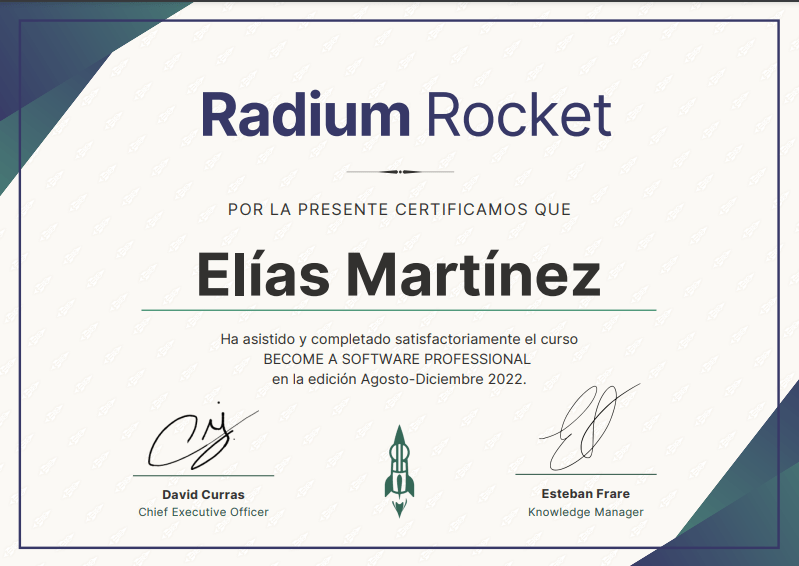 Radium Rocket
POR LA PRESENTE CERTIFICAMOS QUE
Elías Martínez
Ha asistido y completado satisfactoriamente el curso
BECOME A SOFTWARE PROFESSIONAL
en la edición Agosto-Diciembre 2022.
David Curras
Chief Executive Officer
Esteban Frare
Knowledge Manager